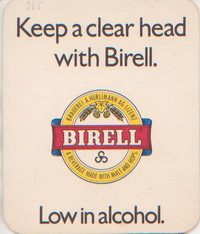 265
Keep a clear head
with Birell.
BRAUEREI A. HÜRLIMANN AG LIZENZ
BIRELL
A BEVERAGE MADE WITH MALT AND HOPS
Low in alcohol.